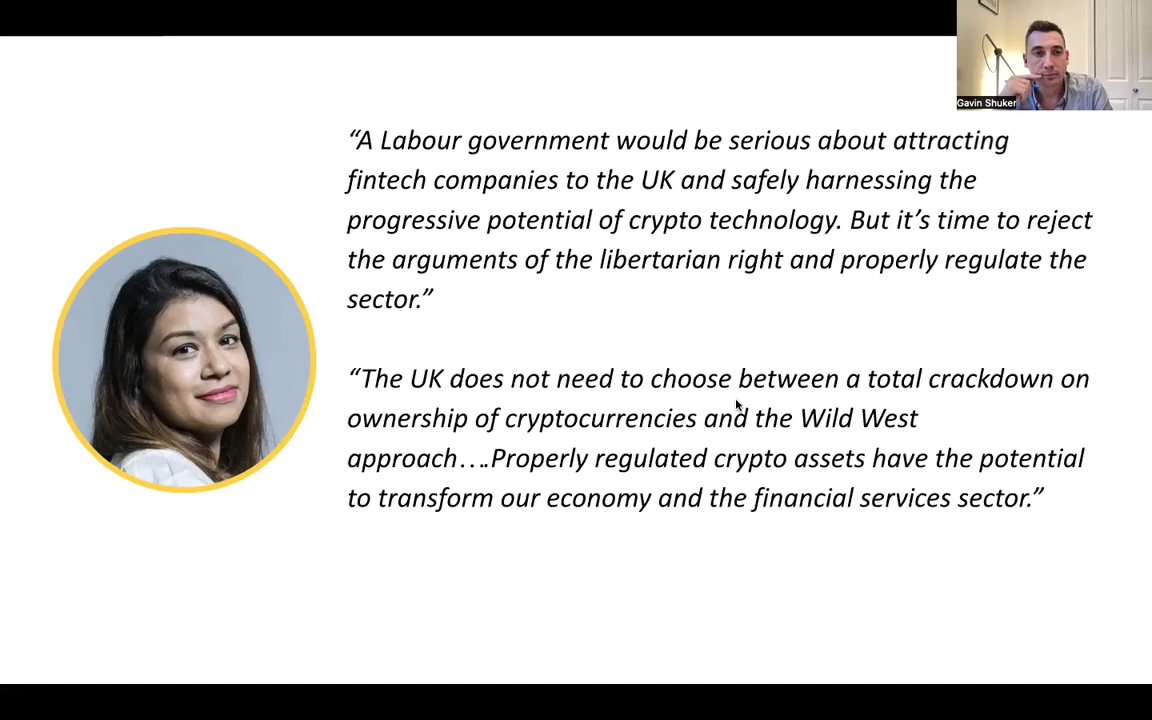 Gavin Shuker
“A Labour government would be serious about attracting
fintech companies to the UK and safely harnessing the
progressive potential of crypto technology. But it’s time to reject
the arguments of the libertarian right and properly regulate the
sector.”
“The UK does not need to choose between a total crackdown on
ownership of cryptocurrencies and the Wild West
approach….Properly regulated crypto assets have the potential
to transform our economy and the financial services sector.”